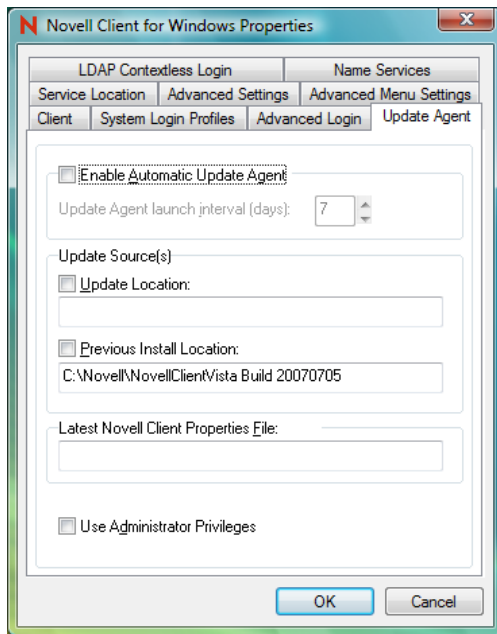 Novell Client for Windows Properties
LDAP Contextless Login Name Services
Service Location Advanced Settings Advanced Menu Settings
Client System Login Profiles Advanced Login Update Agent
Enable Automatic Update Agent
Update Agent launch interval (days): 7
Update Source(s)
Update Location:
Previous Install Location:
C:\Novell\NovellClientVista Build 20070705
Latest Novell Client Properties File:
Use Administrator Privileges
OK Cancel